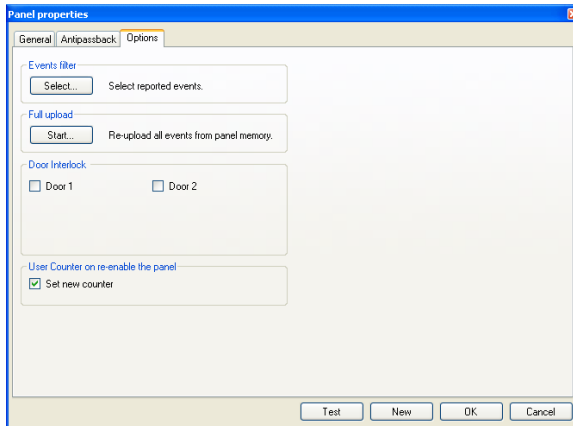 Panel properties
General Antipassback Options
Events filter
Select... Select reported events.
Full upload
Start... Re-upload all events from panel memory.
Door Interlock
Door 1 Door 2
User Counter on re-enable the panel
Set new counter
Test New OK Cancel